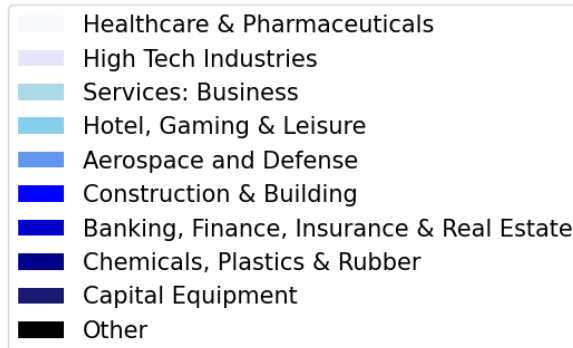 Healthcare & Pharmaceuticals
High Tech Industries
Services: Business
Hotel, Gaming & Leisure
Aerospace and Defense
Construction & Building
Banking, Finance, Insurance & Real Estate
Chemicals, Plastics & Rubber
Capital Equipment
Other